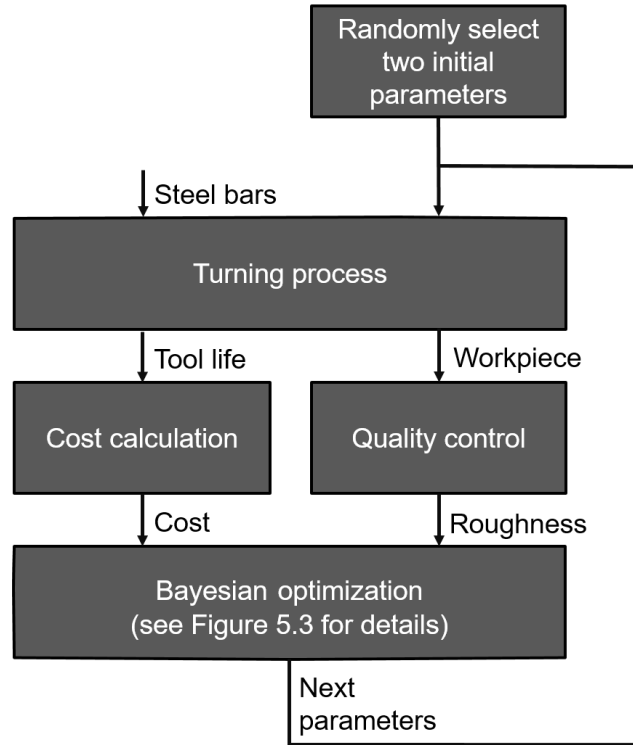 Randomly select
two initial
parameters
Steel bars
Turning process
Tool life
Workpiece
Cost calculation
Quality control
Cost
Roughness
Bayesian optimization
(see Figure 5.3 for details)
Next
parameters